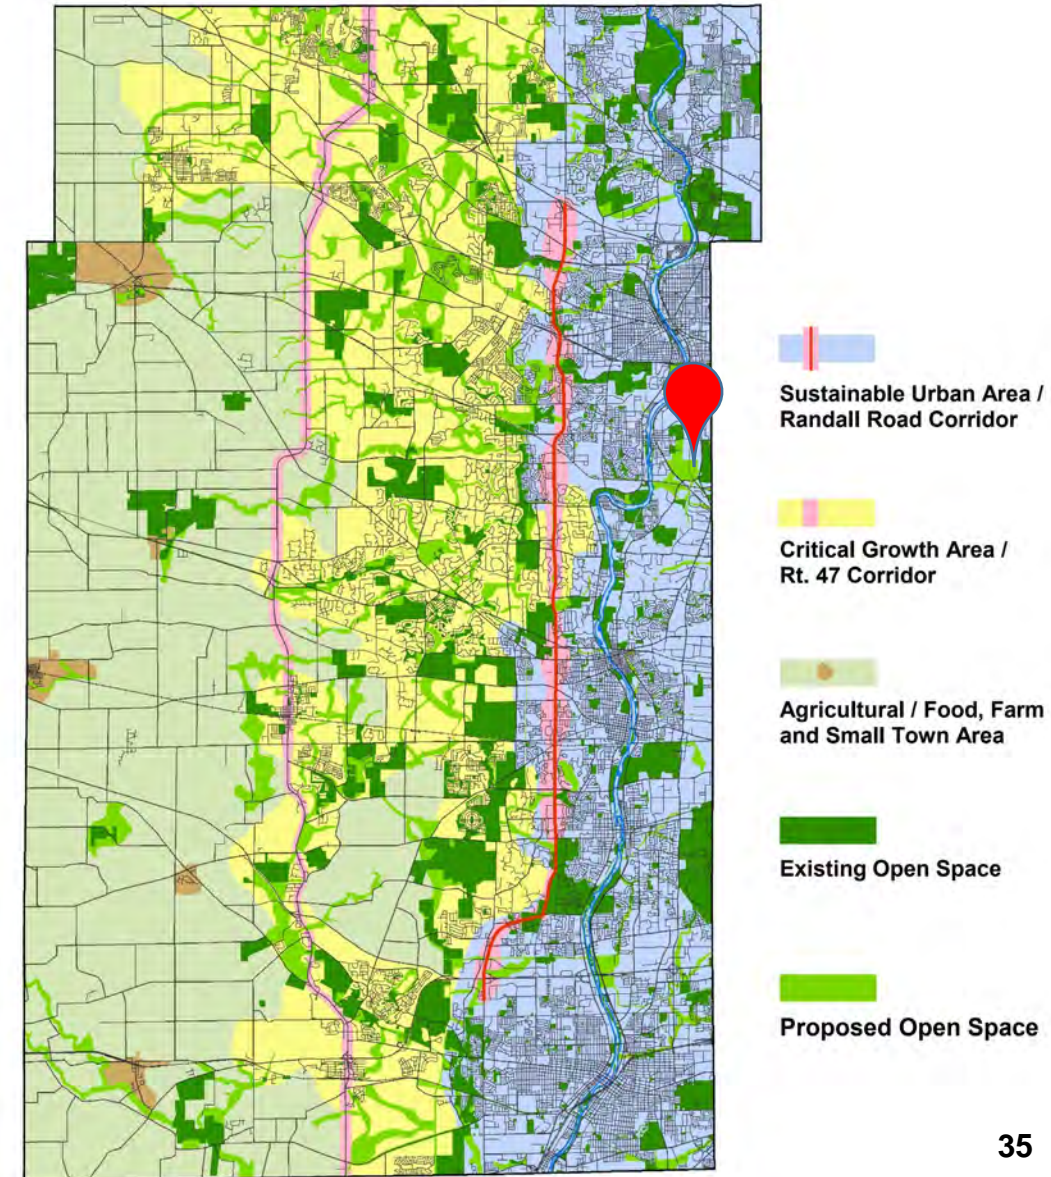 Sustainable Urban Area /
Randall Road Corridor
Critical Growth Area /
Rt. 47 Corridor
Agricultural / Food, Farm
and Small Town Area
Existing Open Space
Proposed Open Space
35